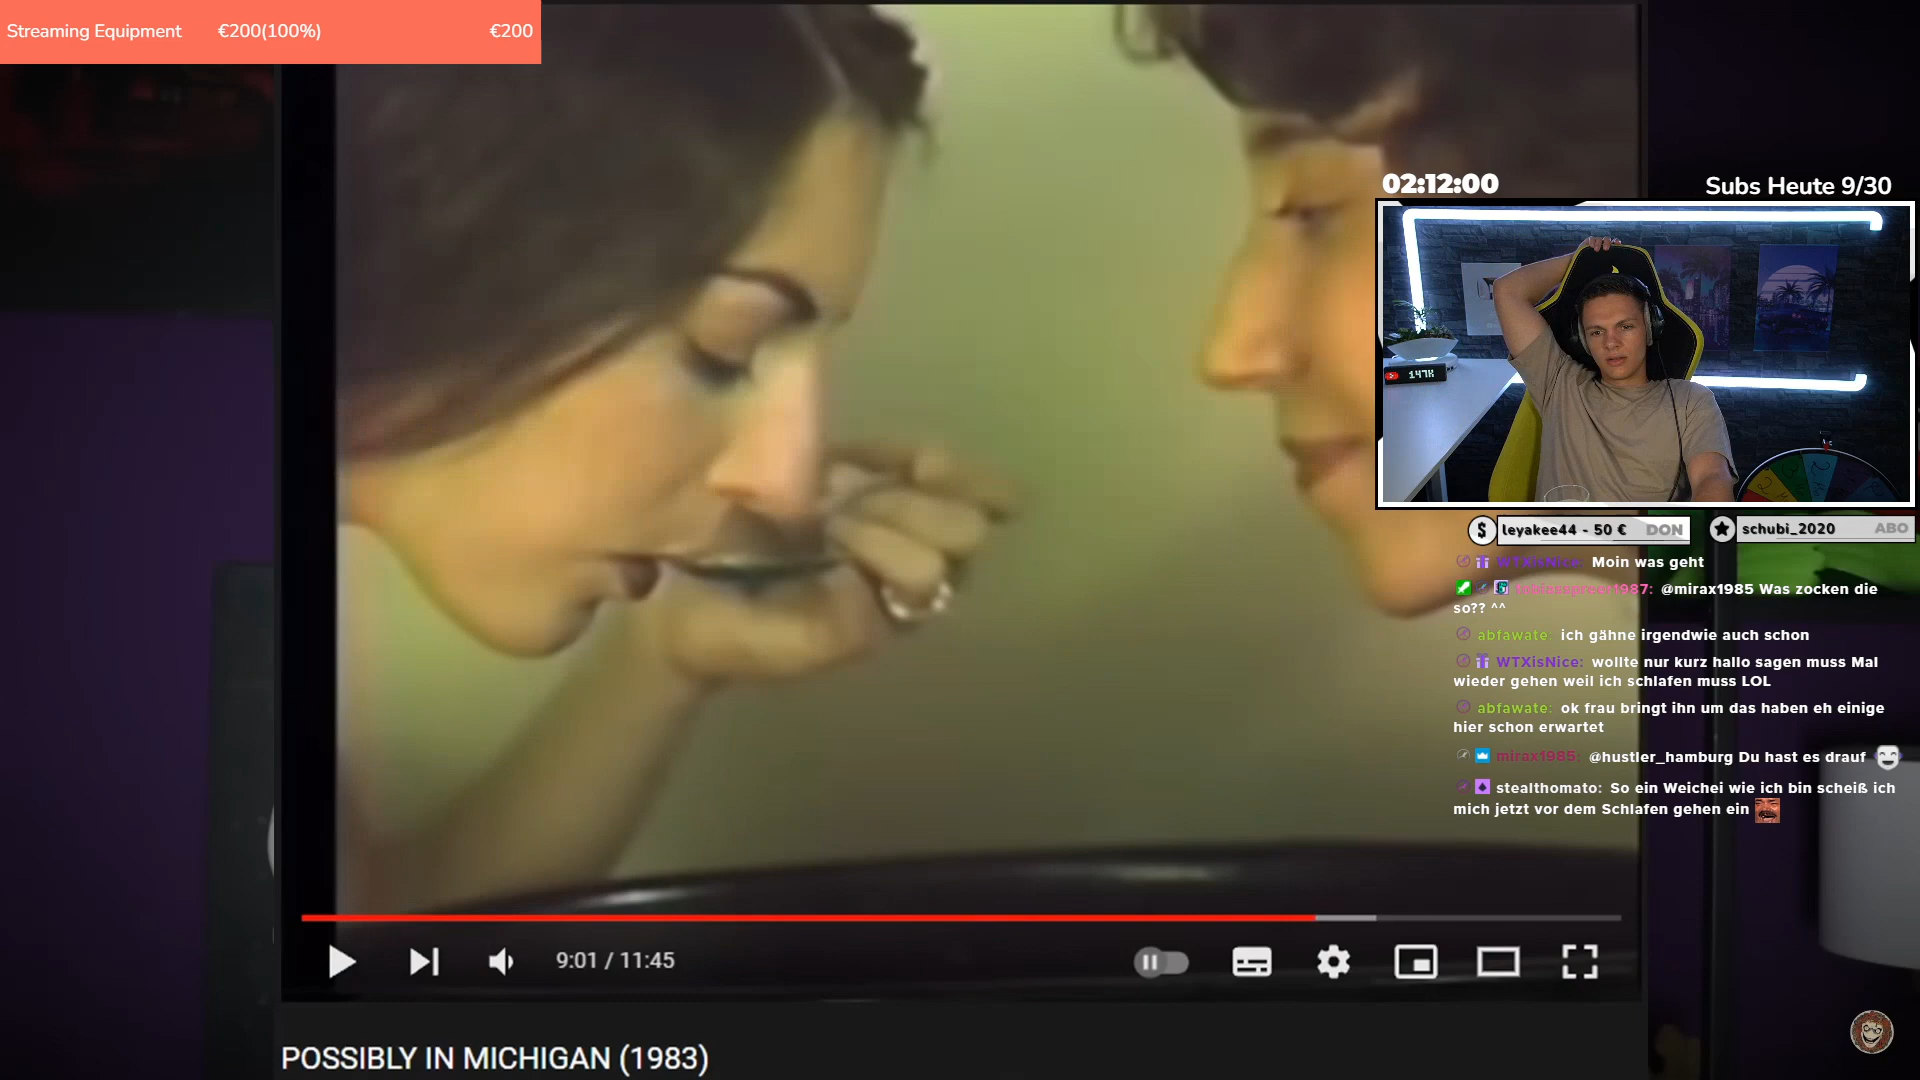 Streaming Equipment €200(100%) €200
02:12:00 Subs Heute 9/30
147K
leyakee44 - 50 € DON schubi_2020 ABO
WTXisNice: Moin was geht
@mirax1985 Was zocken die
so?? ^^
abfawate: ich gähne irgendwie auch schon
WTXisNice: wollte nur kurz hallo sagen muss Mal
wieder gehen weil ich schlafen muss LOL
abfawate: ok frau bringt ihn um das haben eh einige
hier schon erwartet
mirax1985: @hustler_hamburg Du hast es drauf
stealthomato: So ein Weichei wie ich bin scheiß ich
mich jetzt vor dem Schlafen gehen ein
9:01 / 11:45
POSSIBLY IN MICHIGAN (1983)